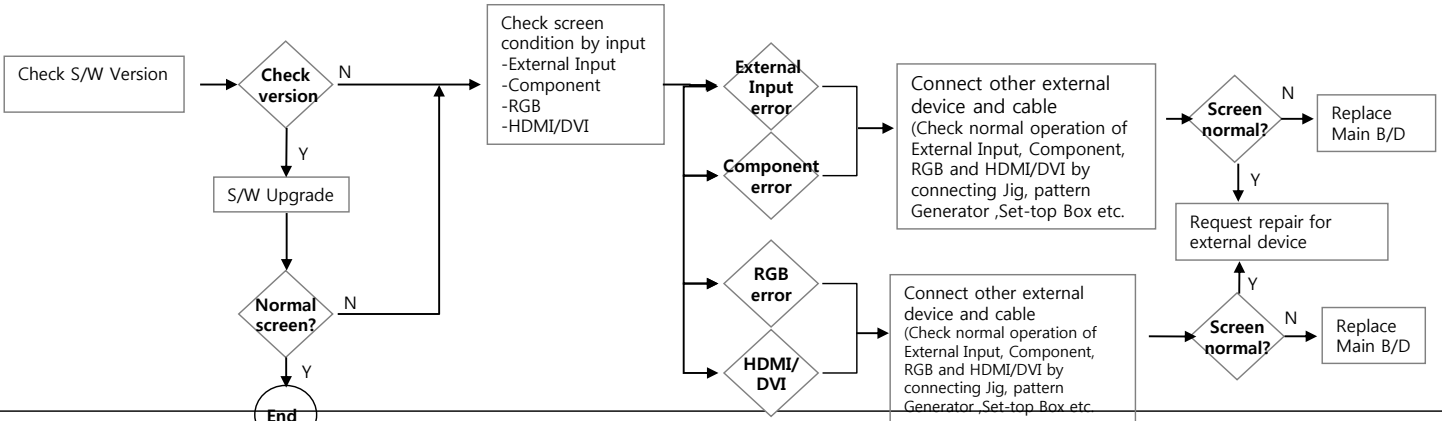 Check S/W Version
Check
version
N
Y
S/W Upgrade
Normal
screen?
N
Y
End
Check screen
condition by input
-External Input
-Component
-RGB
-HDMI/DVI
External
Input
error
Component
error
RGB
error
HDMI/
DVI
Connect other external
device and cable
(Check normal operation of
External Input, Component,
RGB and HDMI/DVI by
connecting Jig, pattern
Generator ,Set-top Box etc.
Connect other external
device and cable
(Check normal operation of
External Input, Component,
RGB and HDMI/DVI by
connecting Jig, pattern
Generator ,Set-top Box etc.
Screen
normal?
N
Replace
Main B/D
Y
Request repair for
external device
Y
Screen
normal?
N
Replace
Main B/D